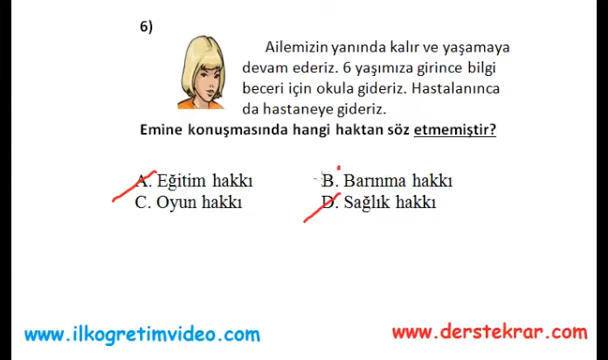 6)
Ailemizin yanında kalır ve yaşamaya
devam ederiz. 6 yaşımıza girince bilgi
beceri için okula gideriz. Hastalanınca
da hastaneye gideriz.
Emine konuşmasında hangi haktan söz etmemiştir?
A. Eğitim hakkı B. Barınma hakkı
C. Oyun hakkı D. Sağlık hakkı
www.ilkogretimvideo.com www.derstekrar.com